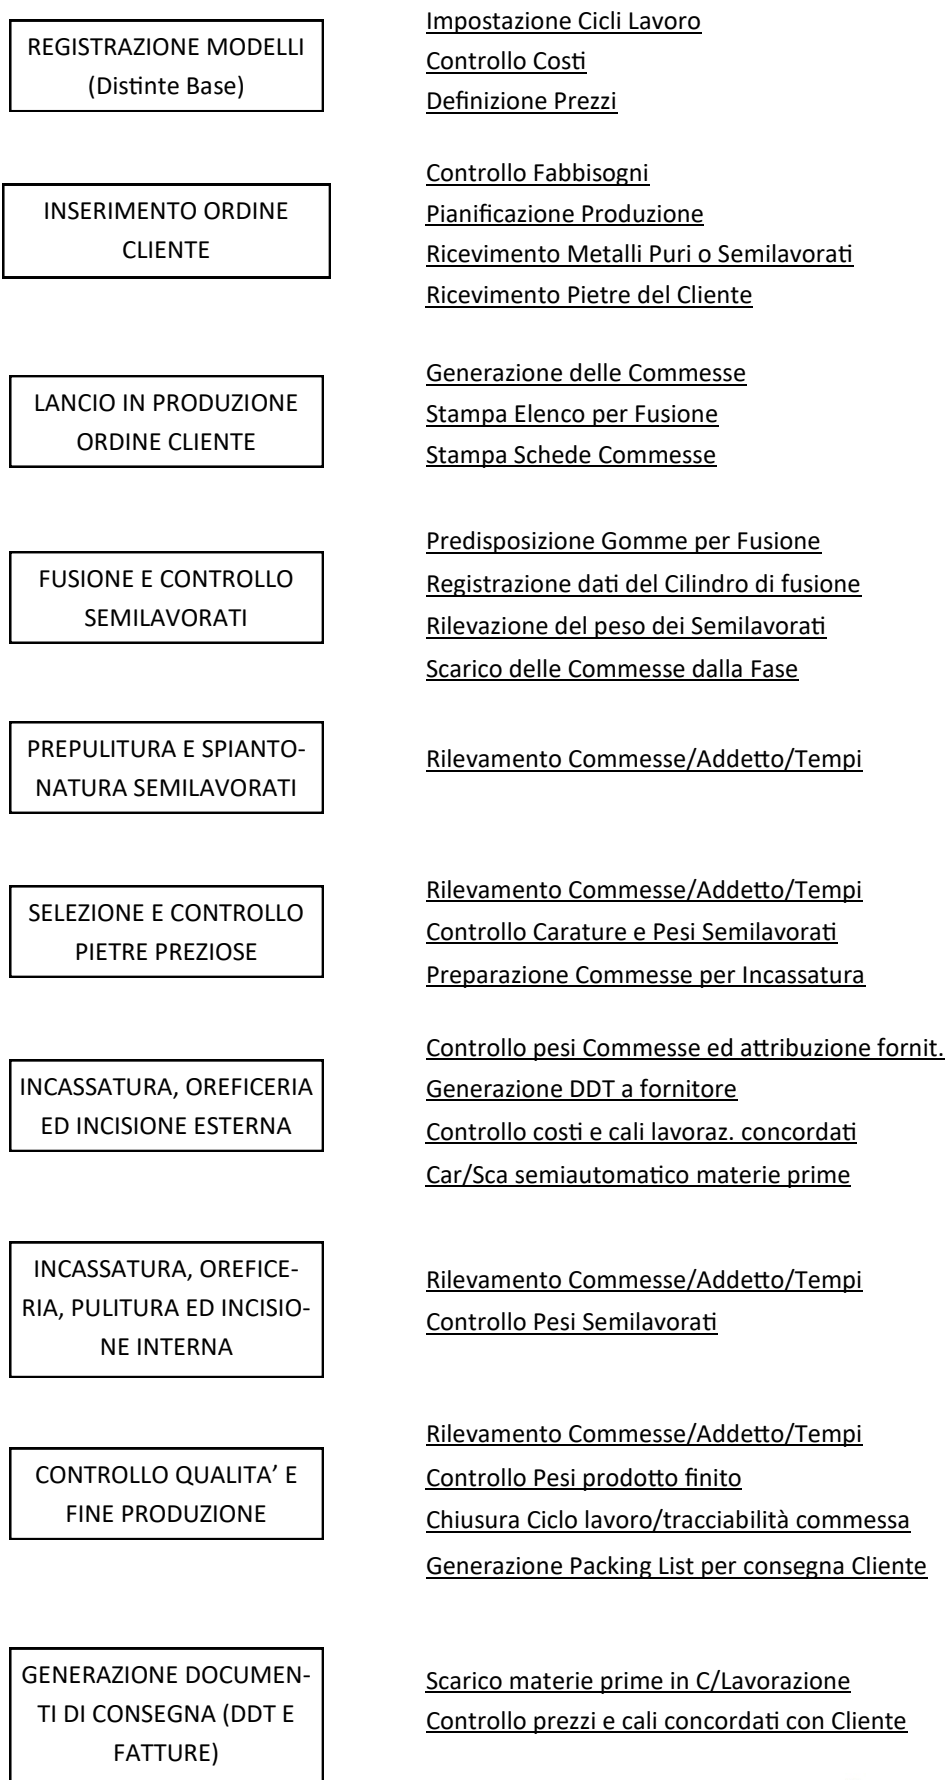 REGISTRAZIONE MODELLI
(Distinte Base)
Impostazione Cicli Lavoro
Controllo Costi
Definizione Prezzi
INSERIMENTO ORDINE
CLIENTE
Controllo Fabbisogni
Pianificazione Produzione
Ricevimento Metalli Puri o Semilavorati
Ricevimento Pietre del Cliente
LANCIO IN PRODUZIONE
ORDINE CLIENTE
Generazione delle Commesse
Stampa Elenco per Fusione
Stampa Schede Commesse
FUSIONE E CONTROLLO
SEMILAVORATI
Predisposizione Gomme per Fusione
Registrazione dati del Cilindro di fusione
Rilevazione del peso dei Semilavorati
Scarico delle Commesse dalla Fase
PREPULITURA E SPIANTO-
NATURA SEMILAVORATI
Rilevamento Commesse/Addetto/Tempi
SELEZIONE E CONTROLLO
PIETRE PREZIOSE
Rilevamento Commesse/Addetto/Tempi
Controllo Carature e Pesi Semilavorati
Preparazione Commesse per Incassatura
INCASSATURA, OREFICERIA
ED INCISIONE ESTERNA
Controllo pesi Commesse ed attribuzione fornit.
Generazione DDT a fornitore
Controllo costi e cali lavoraz. concordati
Car/Sca semiautomatico materie prime
INCASSATURA, OREFICE-
RIA, PULITURA ED INCISIO-
NE INTERNA
Rilevamento Commesse/Addetto/Tempi
Controllo Pesi Semilavorati
CONTROLLO QUALITA’ E
FINE PRODUZIONE
Rilevamento Commesse/Addetto/Tempi
Controllo Pesi prodotto finito
Chiusura Ciclo lavoro/tracciabilità commessa
Generazione Packing List per consegna Cliente
GENERAZIONE DOCUMEN-
TI DI CONSEGNA (DDT E
FATTURE)
Scarico materie prime in C/Lavorazione
Controllo prezzi e cali concordati con Cliente